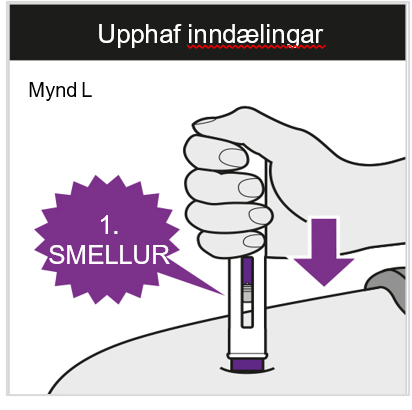 Upphaf inndælingar
Mynd L
1.
SMELLUR